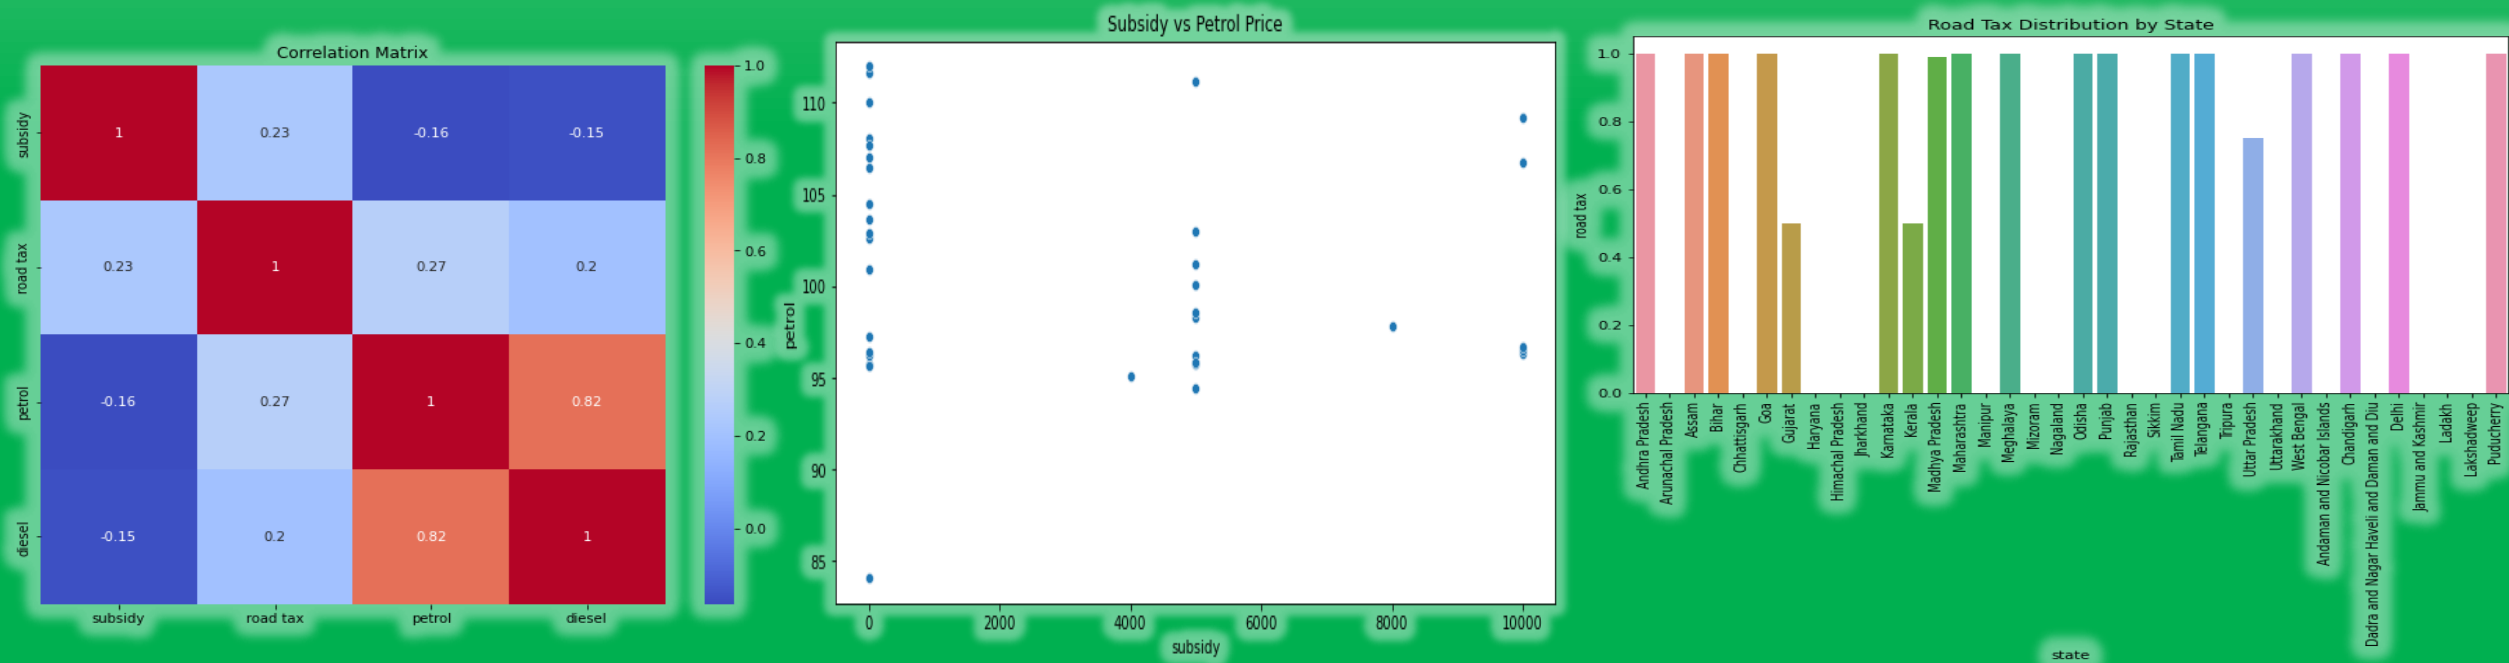 Correlation Matrix
subsidy
road tax
petrol
diesel
1 0.23 -0.16 -0.15
0.23 1 0.27 0.2
-0.16 0.27 1 0.82
-0.15 0.2 0.82 1
subsidy road tax petrol diesel
1.0
0.8
0.6
0.4
0.2
0.0
Subsidy vs Petrol Price
petrol
110
105
100
95
90
85
0 2000 4000 6000 8000 10000
subsidy
Road Tax Distribution by State
road tax
1.0
0.8
0.6
0.4
0.2
0.0
Andhra Pradesh
Arunachal Pradesh
Assam
Bihar
Chhattisgarh
Goa
Gujarat
Haryana
Himachal Pradesh
Jharkhand
Karnataka
Kerala
Madhya Pradesh
Maharashtra
Manipur
Meghalaya
Mizoram
Nagaland
Odisha
Punjab
Rajasthan
Sikkim
Tamil Nadu
Telangana
Tripura
Uttar Pradesh
Uttarakhand
West Bengal
Andaman and Nicobar Islands
Chandigarh
Dadra and Nagar Haveli and Daman and Diu
Delhi
Jammu and Kashmir
Ladakh
Lakshadweep
Puducherry
state